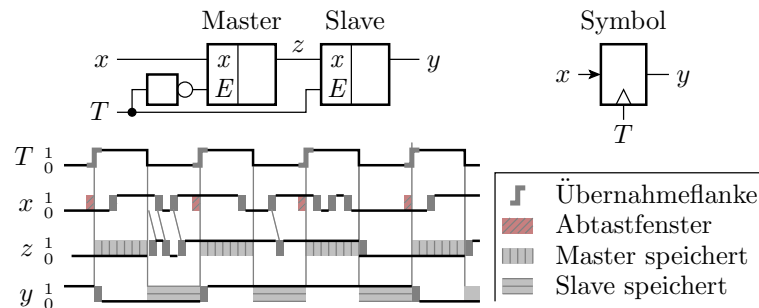 Master Slave Symbol
x x z x y x y
E E
T T
T 1 0
x 1 0
z 1 0
y 1 0
Übernahmeflanke
Abtastfenster
Master speichert
Slave speichert